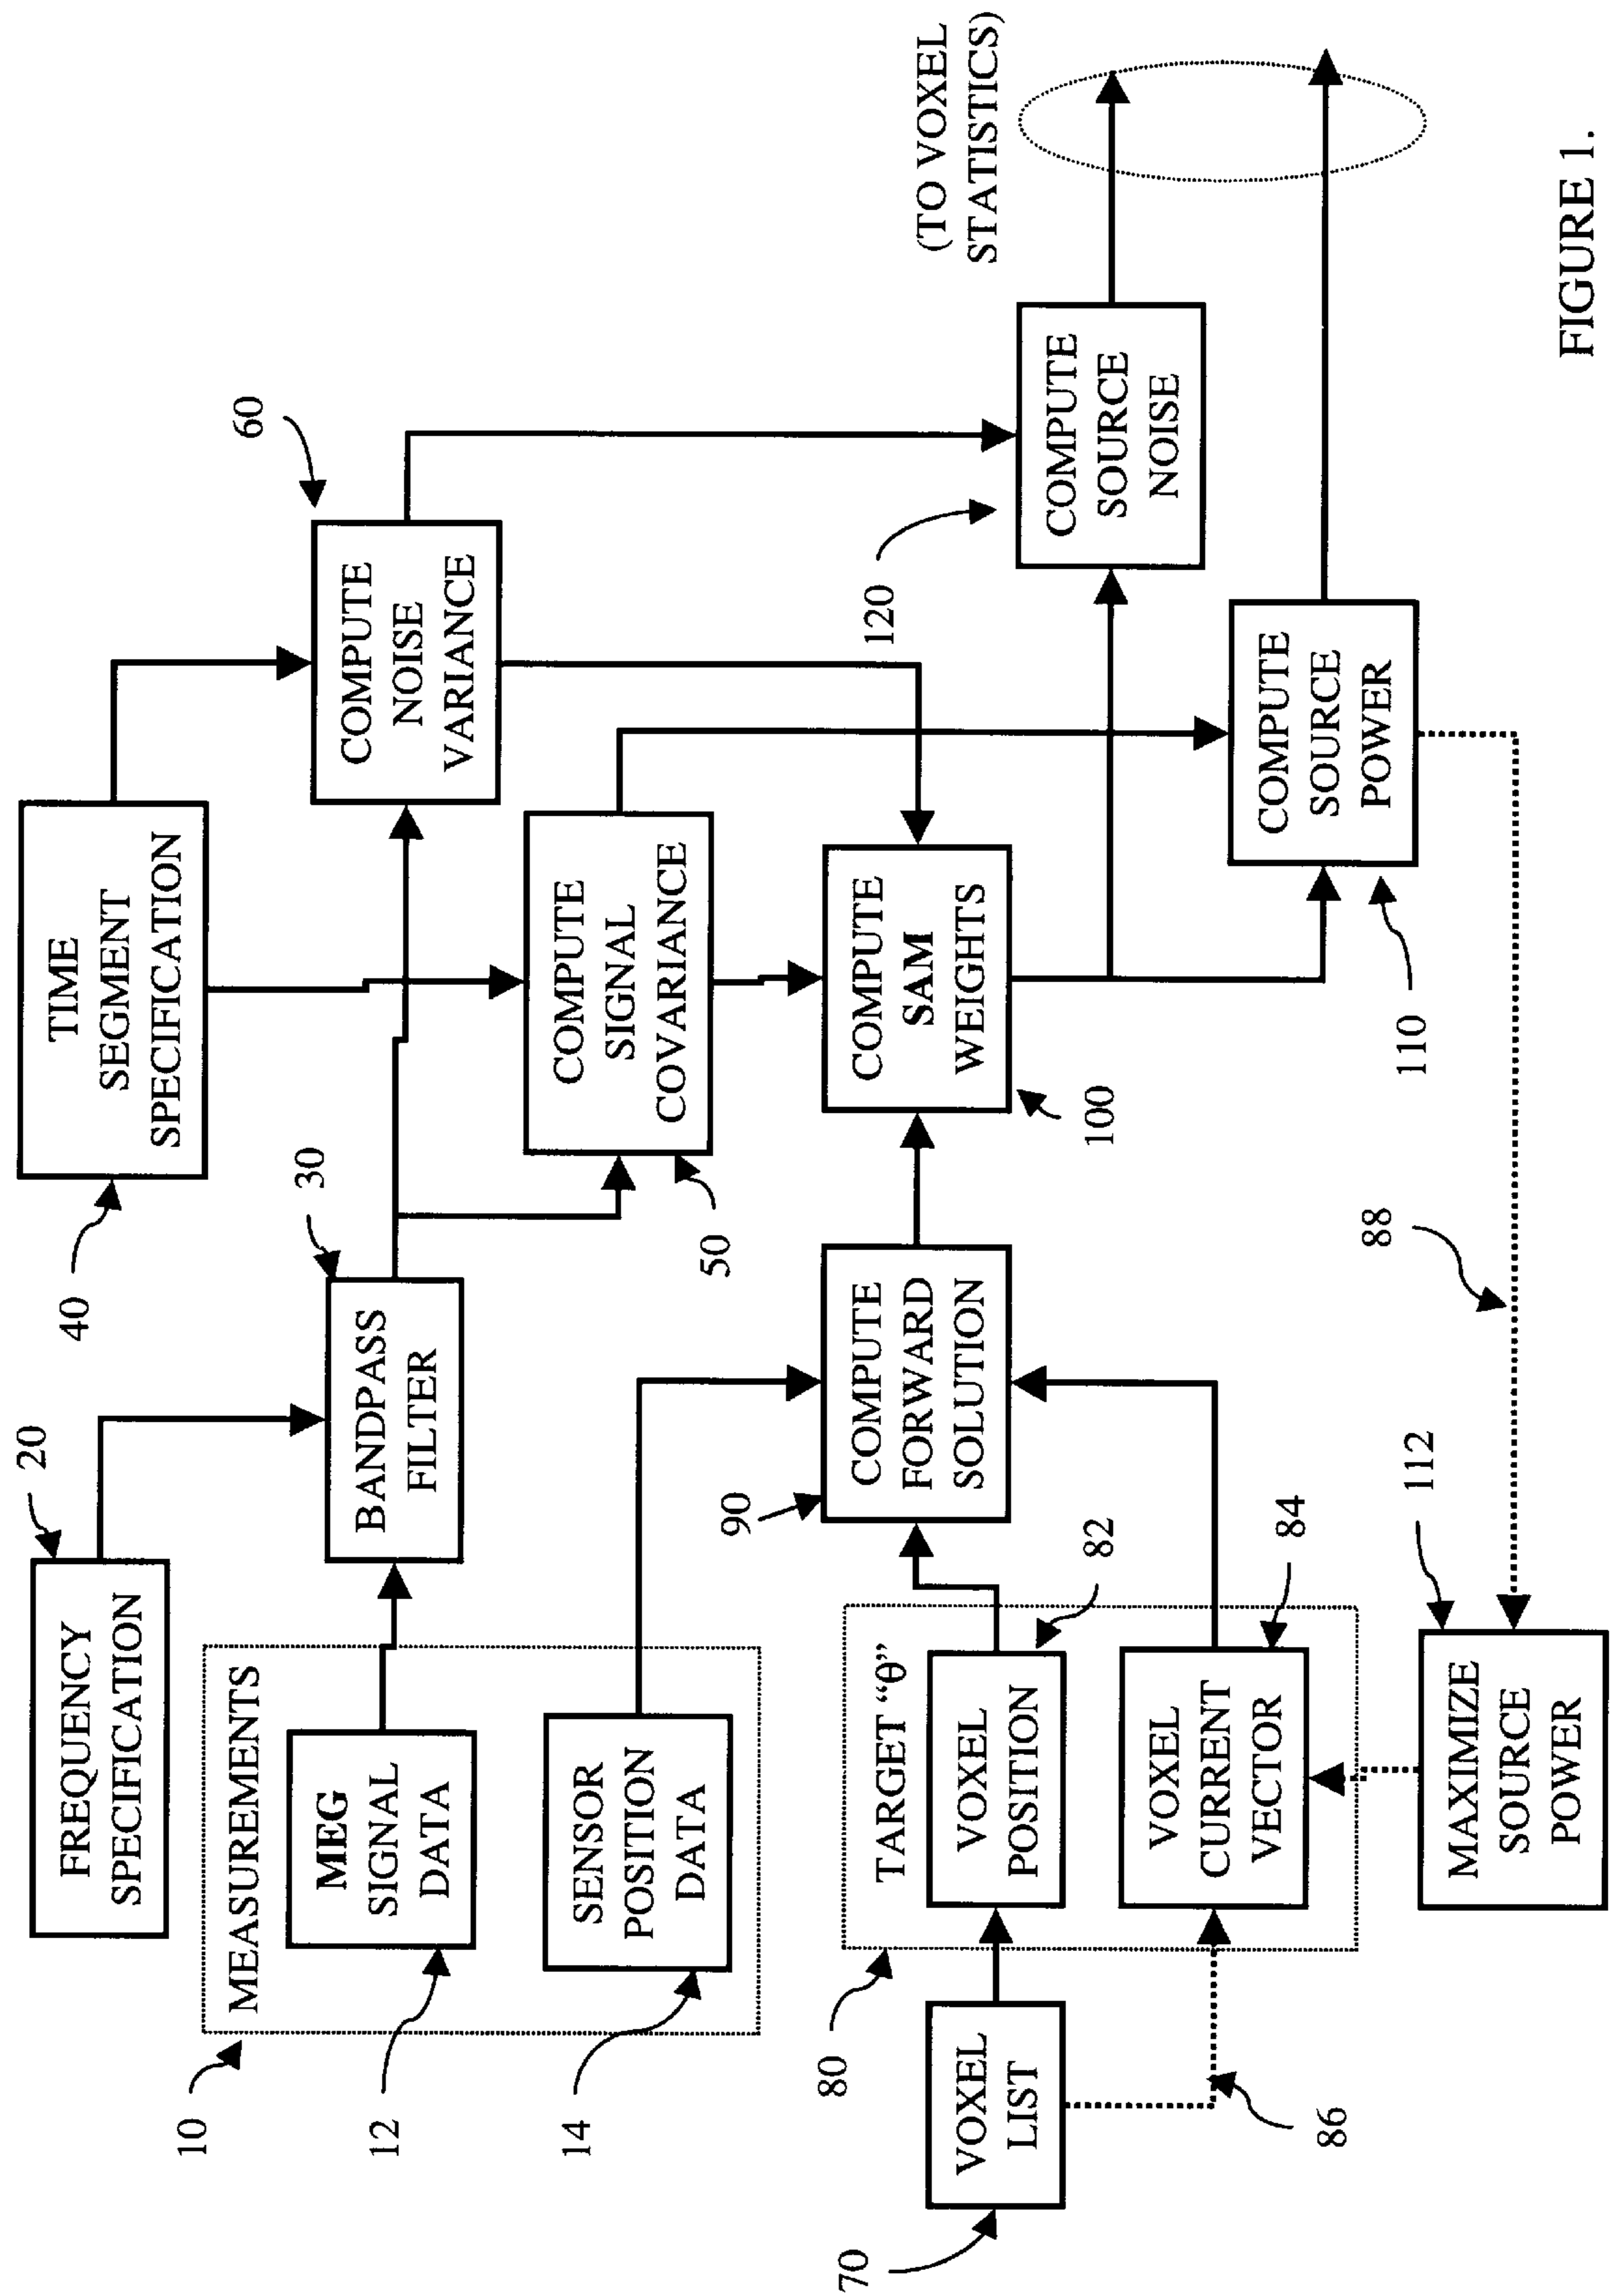 20
FREQUENCY
SPECIFICATION
40
TIME
SEGMENT
SPECIFICATION
10
MEASUREMENTS
12
MEG
SIGNAL
DATA
30
BANDPASS
FILTER
60
COMPUTE
NOISE
VARIANCE
14
SENSOR
POSITION
DATA
50
COMPUTE
SIGNAL
COVARIANCE
80
TARGET “θ”
70
VOXEL
LIST
VOXEL
POSITION
82
90
COMPUTE
FORWARD
SOLUTION
COMPUTE
SAM
WEIGHTS
100
120
COMPUTE
SOURCE
NOISE
(TO VOXEL
STATISTICS)
86
VOXEL
CURRENT
VECTOR
84
COMPUTE
SOURCE
POWER
110
88
112
MAXIMIZE
SOURCE
POWER
FIGURE 1.